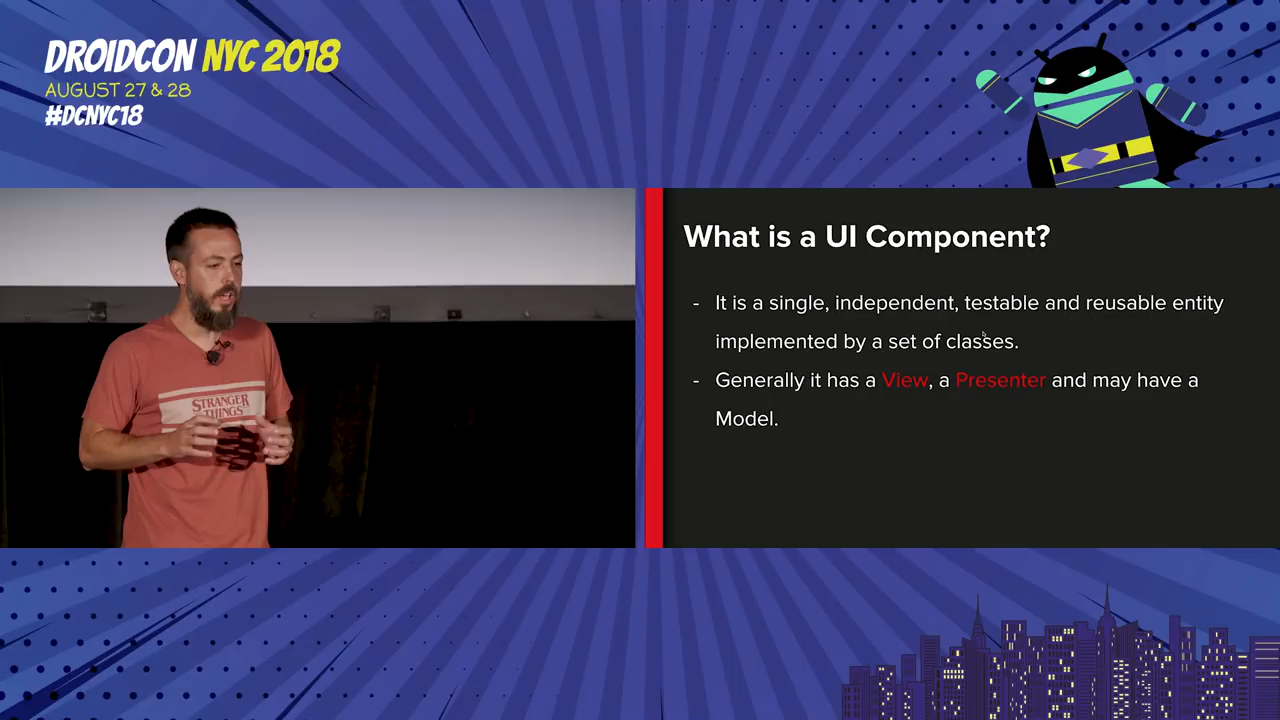 DROIDCON NYC 2018
AUGUST 27 & 28
#DCNYC18
STRANGER
THINGS
What is a UI Component?
- It is a single, independent, testable and reusable entity
implemented by a set of classes.
- Generally it has a View, a Presenter and may have a
Model.